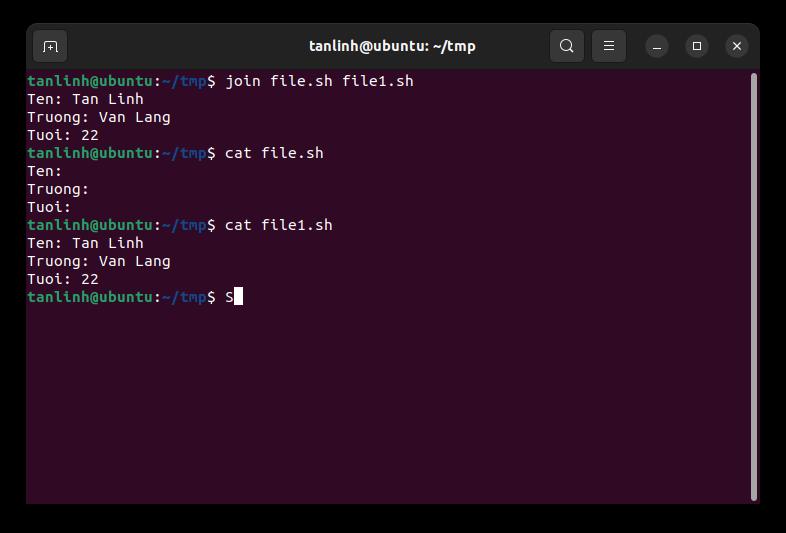 tanlinh@ubuntu: ~/tmp
tanlinh@ubuntu:~/tmp$ join file.sh file1.sh
Ten: Tan Linh
Truong: Van Lang
Tuoi: 22
tanlinh@ubuntu:~/tmp$ cat file.sh
Ten:
Truong:
Tuoi:
tanlinh@ubuntu:~/tmp$ cat file1.sh
Ten: Tan Linh
Truong: Van Lang
Tuoi: 22
tanlinh@ubuntu:~/tmp$ S